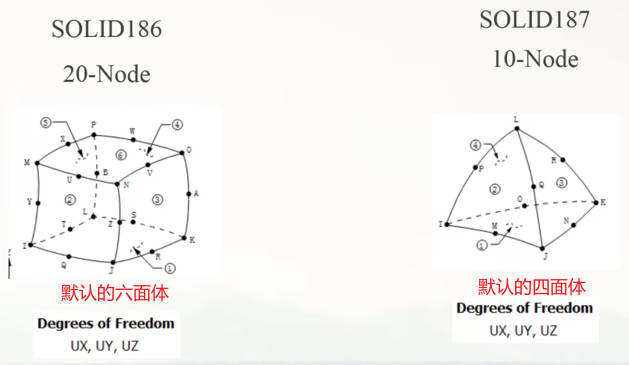 SOLID186
20-Node
P
⑤
④
X
W
M
⑥
O
U
B
V
N
②
③
A
Y
L
S
T
Z
I
K
R
Q
J
①
默认的六面体
Degrees of Freedom
UX, UY, UZ
SOLID187
10-Node
L
④
P
R
②
Q
③
O
K
I
M
N
①
J
默认的四面体
Degrees of Freedom
UX, UY, UZ